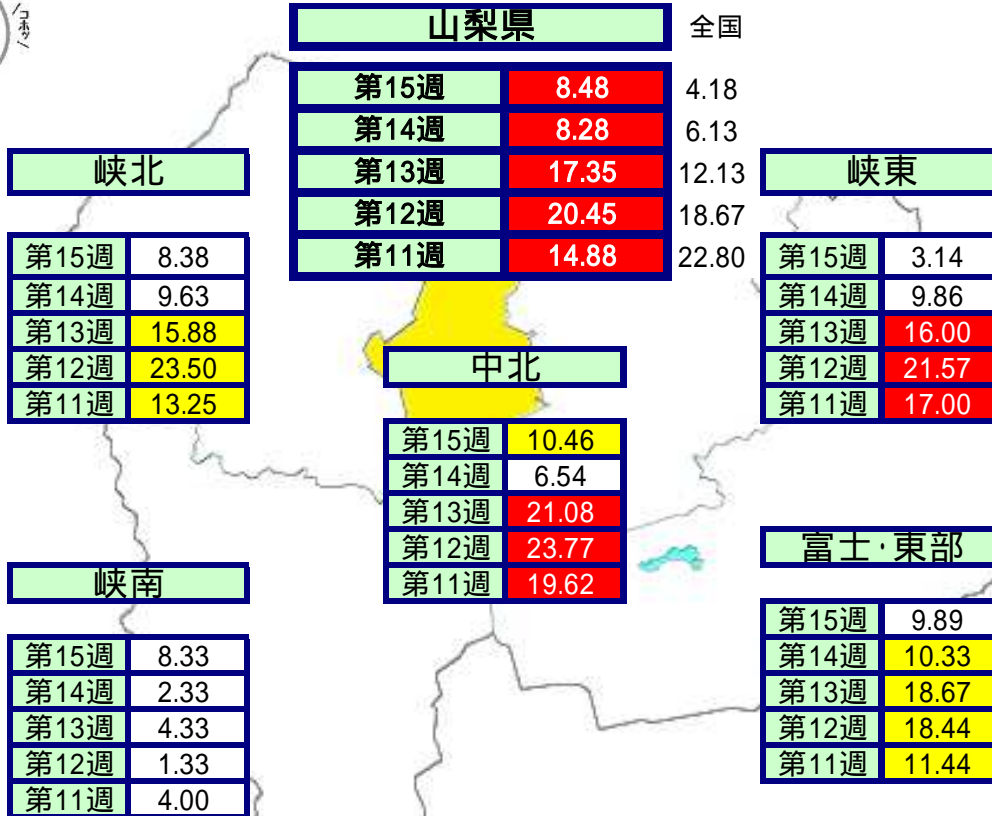 コホッ
山梨県 全国
第15週 8.48 4.18
第14週 8.28 6.13
第13週 17.35 12.13
第12週 20.45 18.67
第11週 14.88 22.80
峡北
第15週 8.38
第14週 9.63
第13週 15.88
第12週 23.50
第11週 13.25
峡東
第15週 3.14
第14週 9.86
第13週 16.00
第12週 21.57
第11週 17.00
中北
第15週 10.46
第14週 6.54
第13週 21.08
第12週 23.77
第11週 19.62
峡南
第15週 8.33
第14週 2.33
第13週 4.33
第12週 1.33
第11週 4.00
富士・東部
第15週 9.89
第14週 10.33
第13週 18.67
第12週 18.44
第11週 11.44